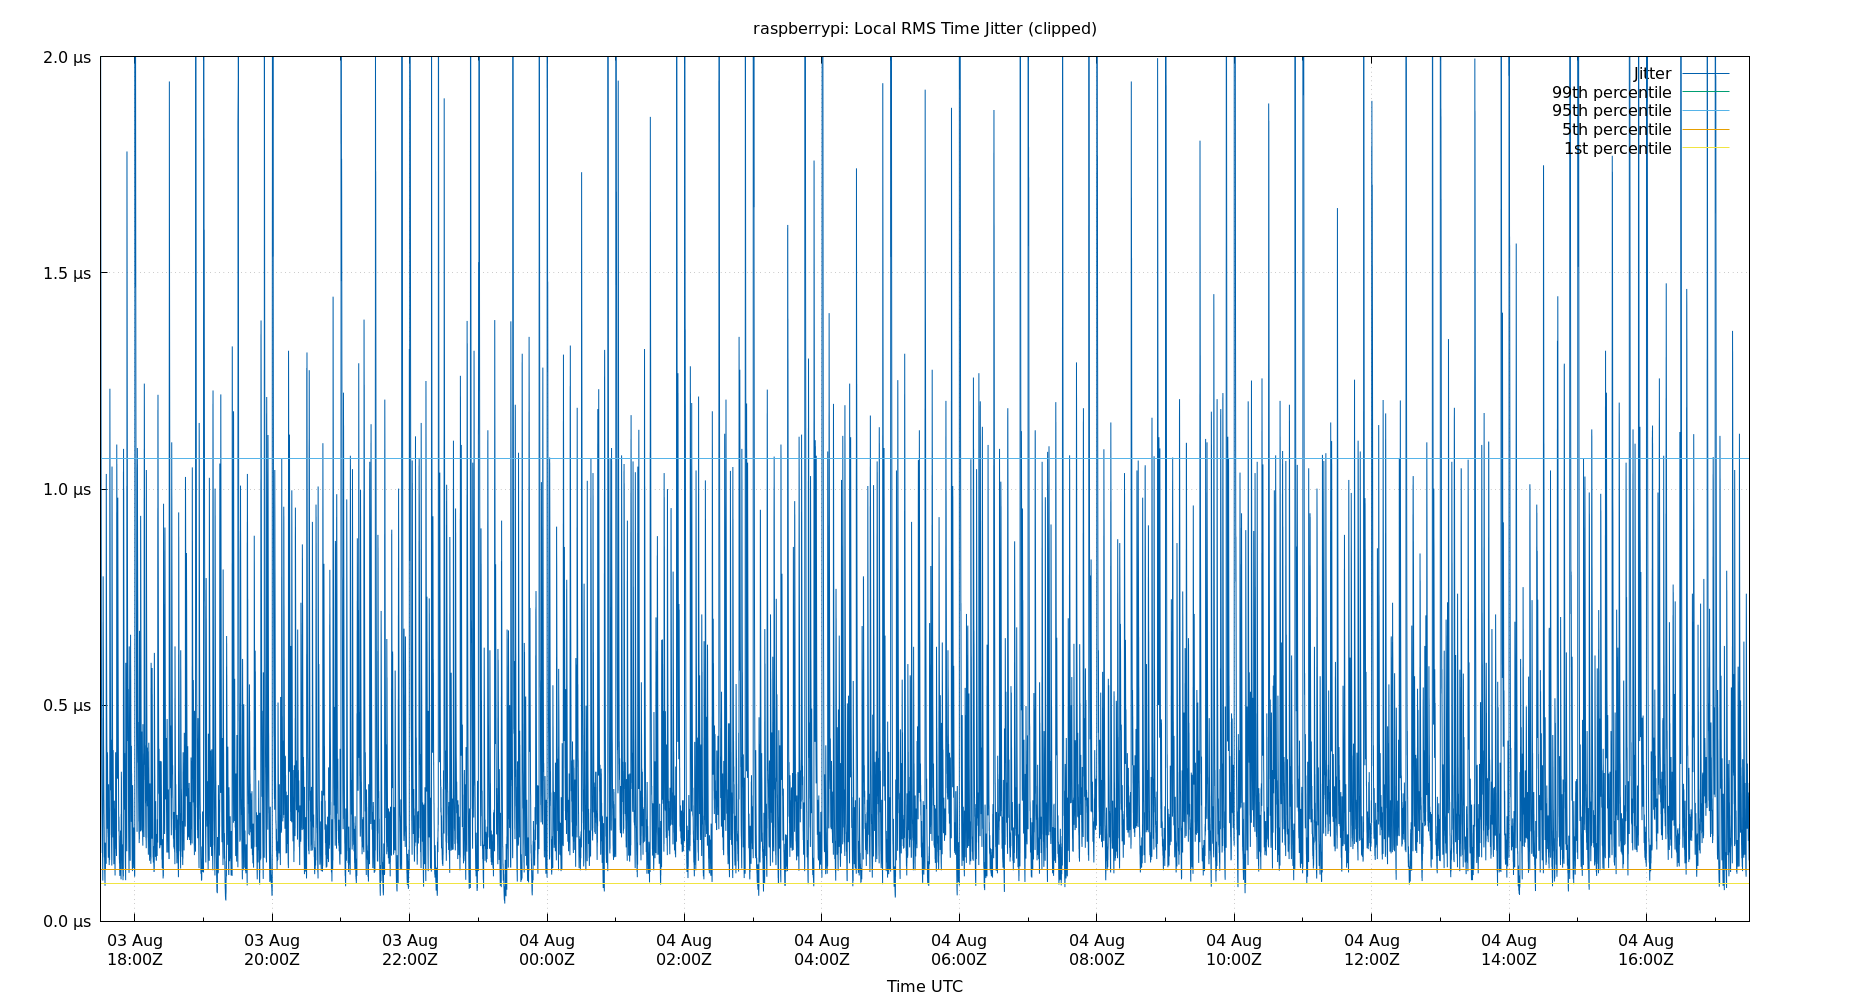 raspberrypi: Local RMS Time Jitter (clipped)
2.0 µs
1.5 µs
1.0 µs
0.5 µs
0.0 µs
Jitter
99th percentile
95th percentile
5th percentile
1st percentile
03 Aug 03 Aug 03 Aug 04 Aug 04 Aug 04 Aug 04 Aug 04 Aug 04 Aug 04 Aug 04 Aug 04 Aug
18:00Z 20:00Z 22:00Z 00:00Z 02:00Z 04:00Z 06:00Z 08:00Z 10:00Z 12:00Z 14:00Z 16:00Z
Time UTC